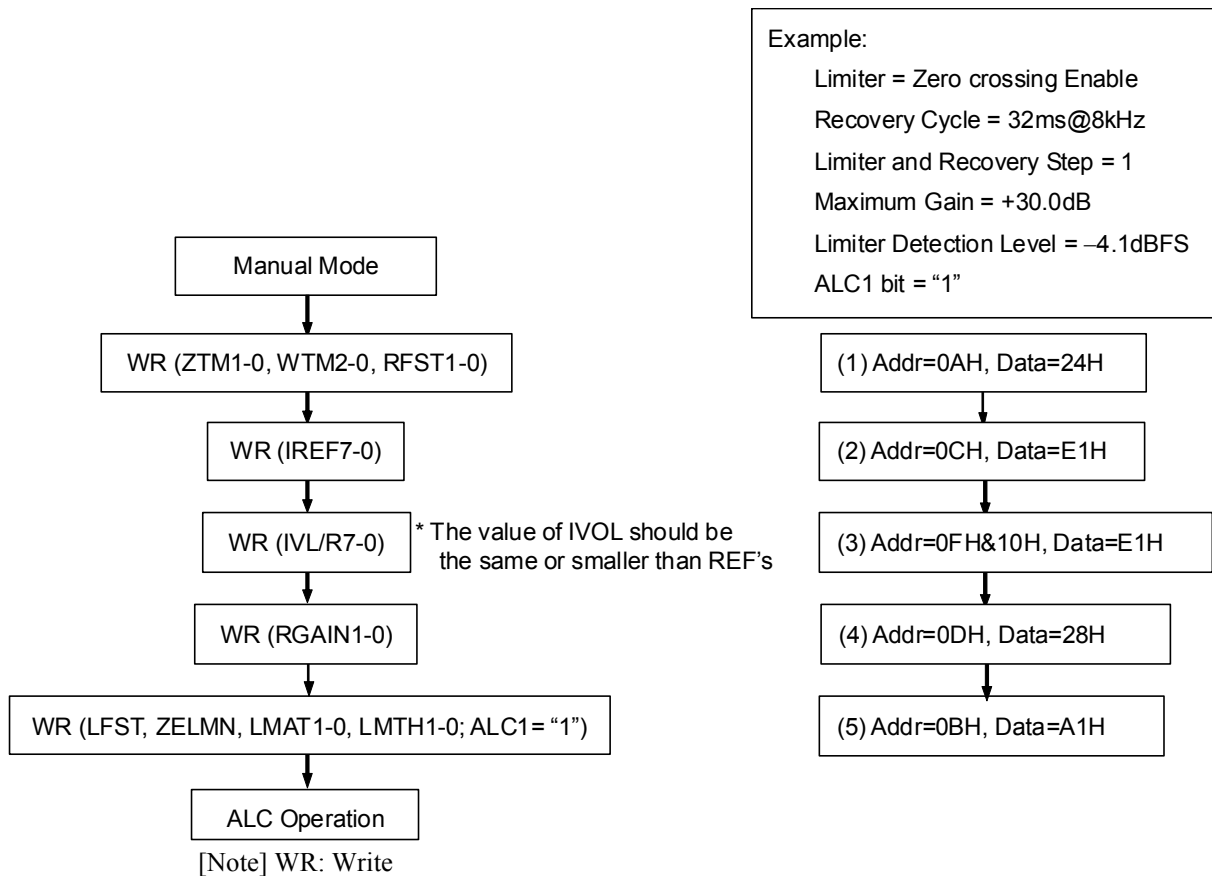 Example:
Limiter = Zero crossing Enable
Recovery Cycle = 32ms@8kHz
Limiter and Recovery Step = 1
Maximum Gain = +30.0dB
Limiter Detection Level = −4.1dBFS
ALC1 bit = “1”
Manual Mode
WR (ZTM1-0, WTM2-0, RFST1-0)
WR (IREF7-0)
WR (IVL/R7-0)
* The value of IVOL should be
the same or smaller than REF’s
WR (RGAIN1-0)
WR (LFST, ZELMN, LMAT1-0, LMTH1-0; ALC1= “1”)
ALC Operation
[Note] WR: Write
(1) Addr=0AH, Data=24H
(2) Addr=0CH, Data=E1H
(3) Addr=0FH&10H, Data=E1H
(4) Addr=0DH, Data=28H
(5) Addr=0BH, Data=A1H